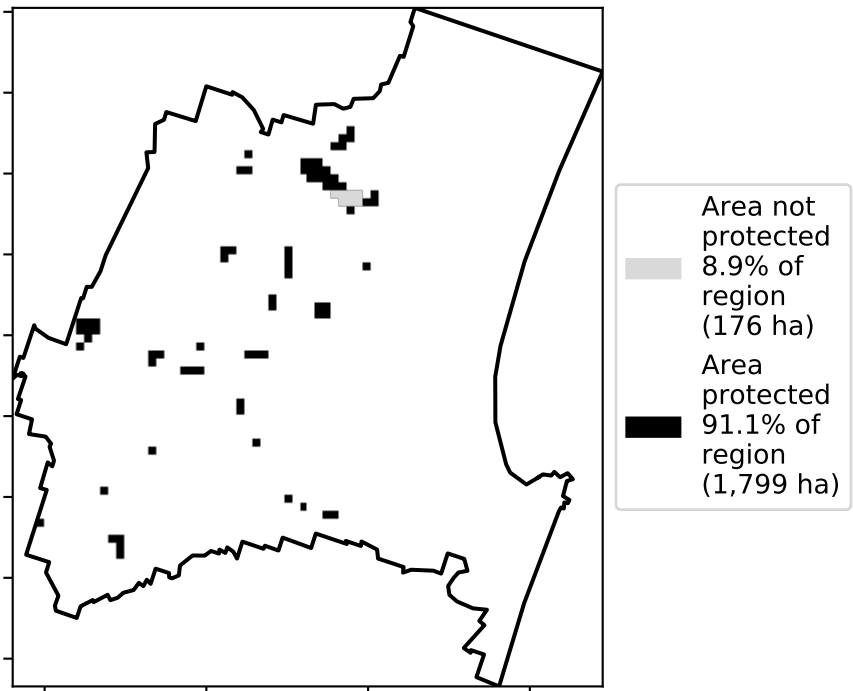 Area not
protected
8.9% of
region
(176 ha)
Area
protected
91.1% of
region
(1,799 ha)